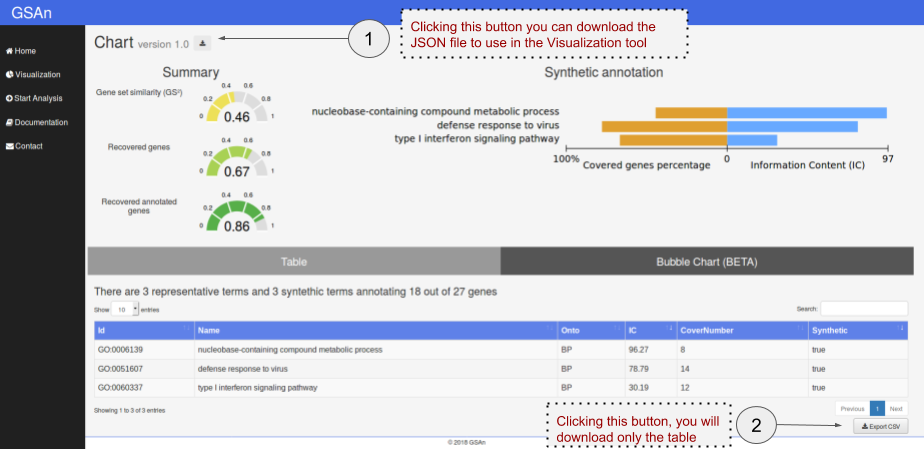 GSAn
Home
Visualization
Start Analysis
Documentation
Contact
Chart version 1.0
1
Clicking this button you can download the
JSON file to use in the Visualization tool
Summary
Gene set similarity (GS²)
0 0.2 0.4 0.6 0.8 1
0.46
Recovered genes
0 0.2 0.4 0.6 0.8 1
0.67
Recovered annotated
genes
0 0.2 0.4 0.6 0.8 1
0.86
Synthetic annotation
nucleobase-containing compound metabolic process
defense response to virus
type I interferon signaling pathway
100% 0 97
Covered genes percentage Information Content (IC)
Table Bubble Chart (BETA)
There are 3 representative terms and 3 syntethic terms annotating 18 out of 27 genes
Show 10 entries Search:
Id Name Onto IC CoverNumber Synthetic
GO:0006139 nucleobase-containing compound metabolic process BP 96.27 8 true
GO:0051607 defense response to virus BP 78.79 14 true
GO:0060337 type I interferon signaling pathway BP 30.19 12 true
Showing 1 to 3 of 3 entries Previous 1 Next
Clicking this button, you will
download only the table
2
Export CSV
© 2018 GSAn